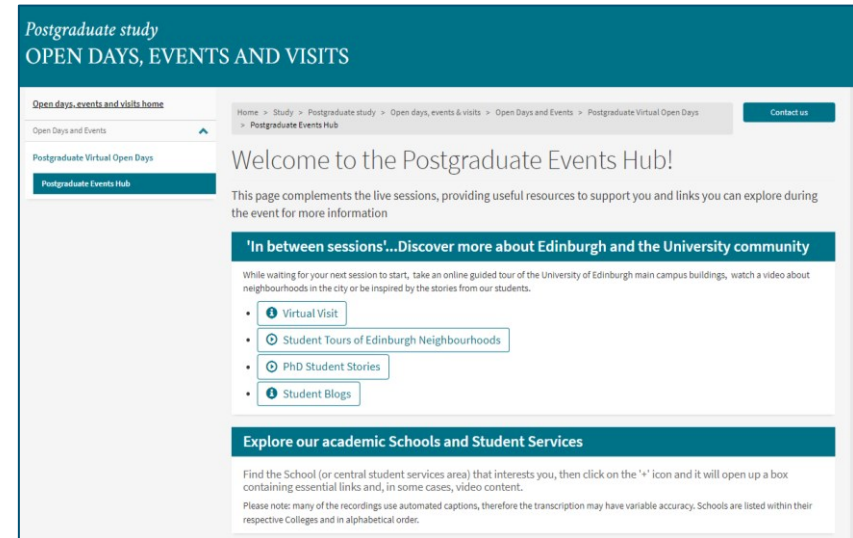 Postgraduate study
OPEN DAYS, EVENTS AND VISITS
Open days, events and visits home
Open Days and Events
Postgraduate Virtual Open Days
Postgraduate Events Hub
Home > Study > Postgraduate study > Open days, events & visits > Open Days and Events > Postgraduate Virtual Open Days
> Postgraduate Events Hub
Contact us
Welcome to the Postgraduate Events Hub!
This page complements the live sessions, providing useful resources to support you and links you can explore during
the event for more information
'In between sessions'...Discover more about Edinburgh and the University community
While waiting for your next session to start, take an online guided tour of the University of Edinburgh main campus buildings, watch a video about
neighbourhoods in the city or be inspired by the stories from our students.
Virtual Visit
Student Tours of Edinburgh Neighbourhoods
PhD Student Stories
Student Blogs
Explore our academic Schools and Student Services
Find the School (or central student services area) that interests you, then click on the '+' icon and it will open up a box
containing essential links and, in some cases, video content.
Please note: many of the recordings use automated captions, therefore the transcription may have variable accuracy. Schools are listed within their
respective Colleges and in alphabetical order.